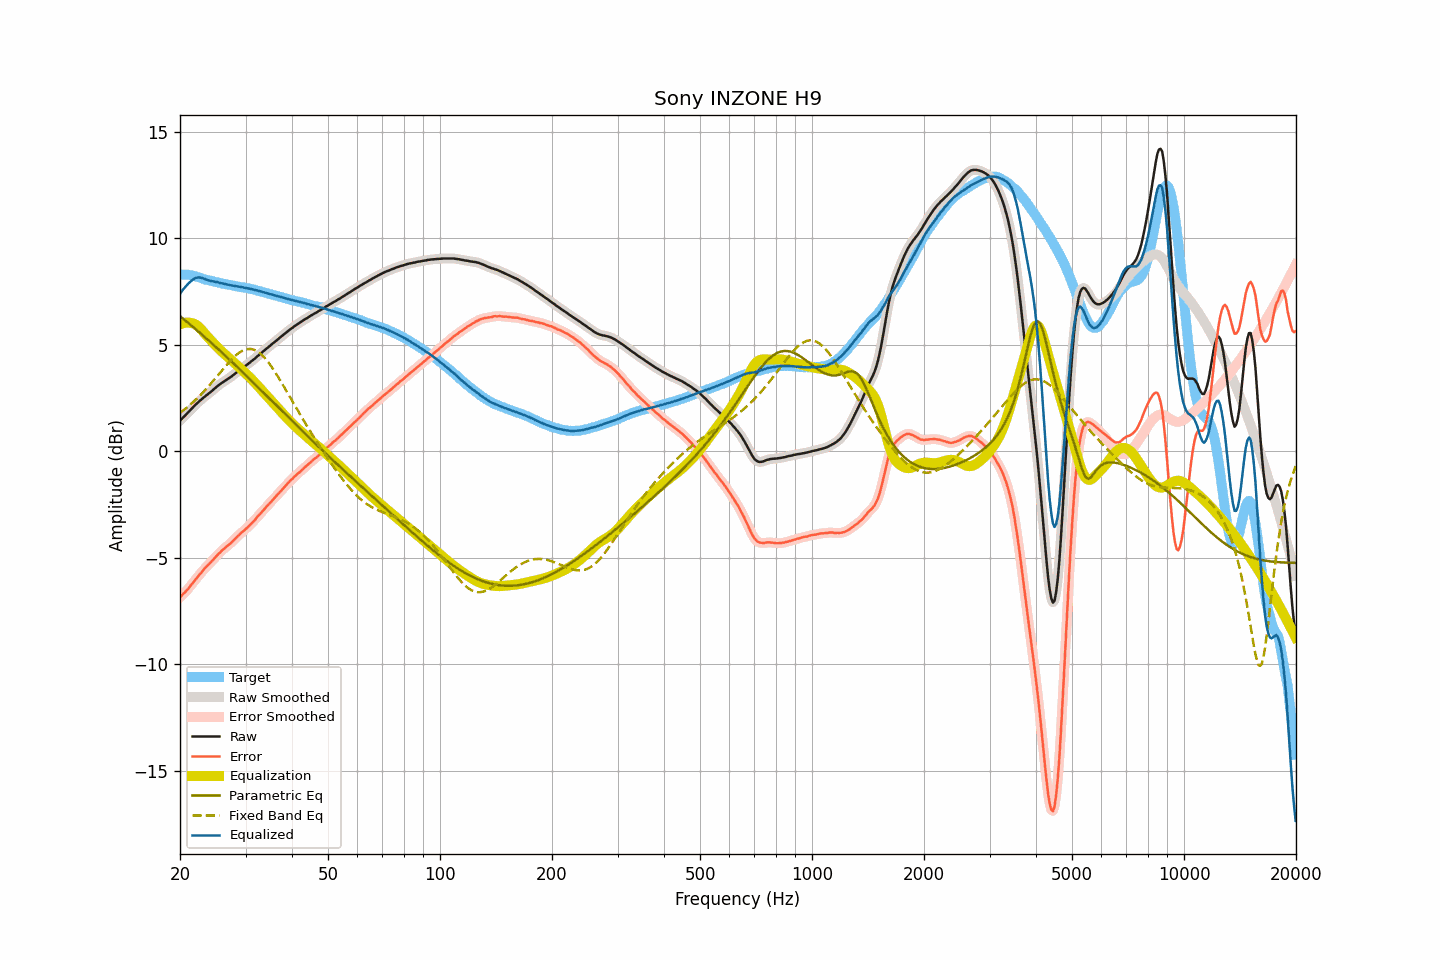 Sony INZONE H9
15
10
5
0
−5
−10
−15
Amplitude (dBr)
Target
Raw Smoothed
Error Smoothed
Raw
Error
Equalization
Parametric Eq
Fixed Band Eq
Equalized
20 50 100 200 500 1000 2000 5000 10000 20000
Frequency (Hz)